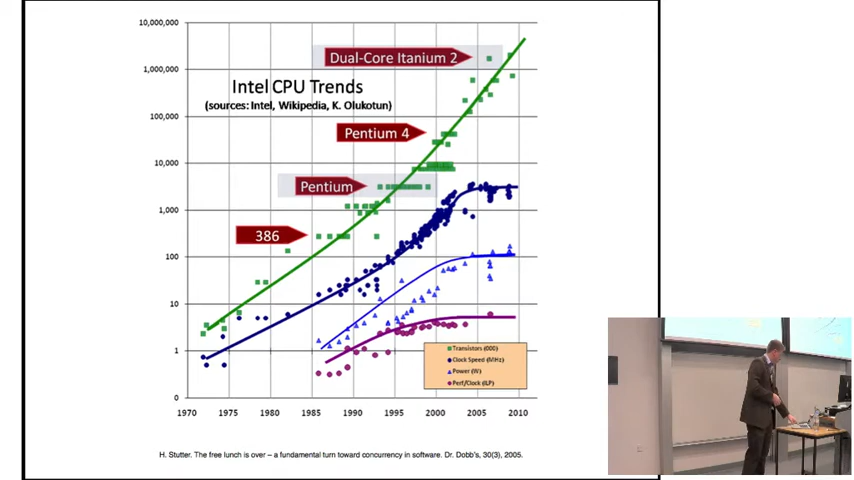 10,000,000
1,000,000
100,000
10,000
1,000
100
10
1
0
1970 1975 1980 1985 1990 1995 2000 2005 2010
Intel CPU Trends
(sources: Intel, Wikipedia, K. Olukotun)
Dual-Core Itanium 2
Pentium 4
Pentium
386
Transistors (000)
Clock Speed (MHz)
Power (W)
Perf/Clock (ILP)
H. Stutter. The free lunch is over – a fundamental turn toward concurrency in software. Dr. Dobb's, 30(3), 2005.